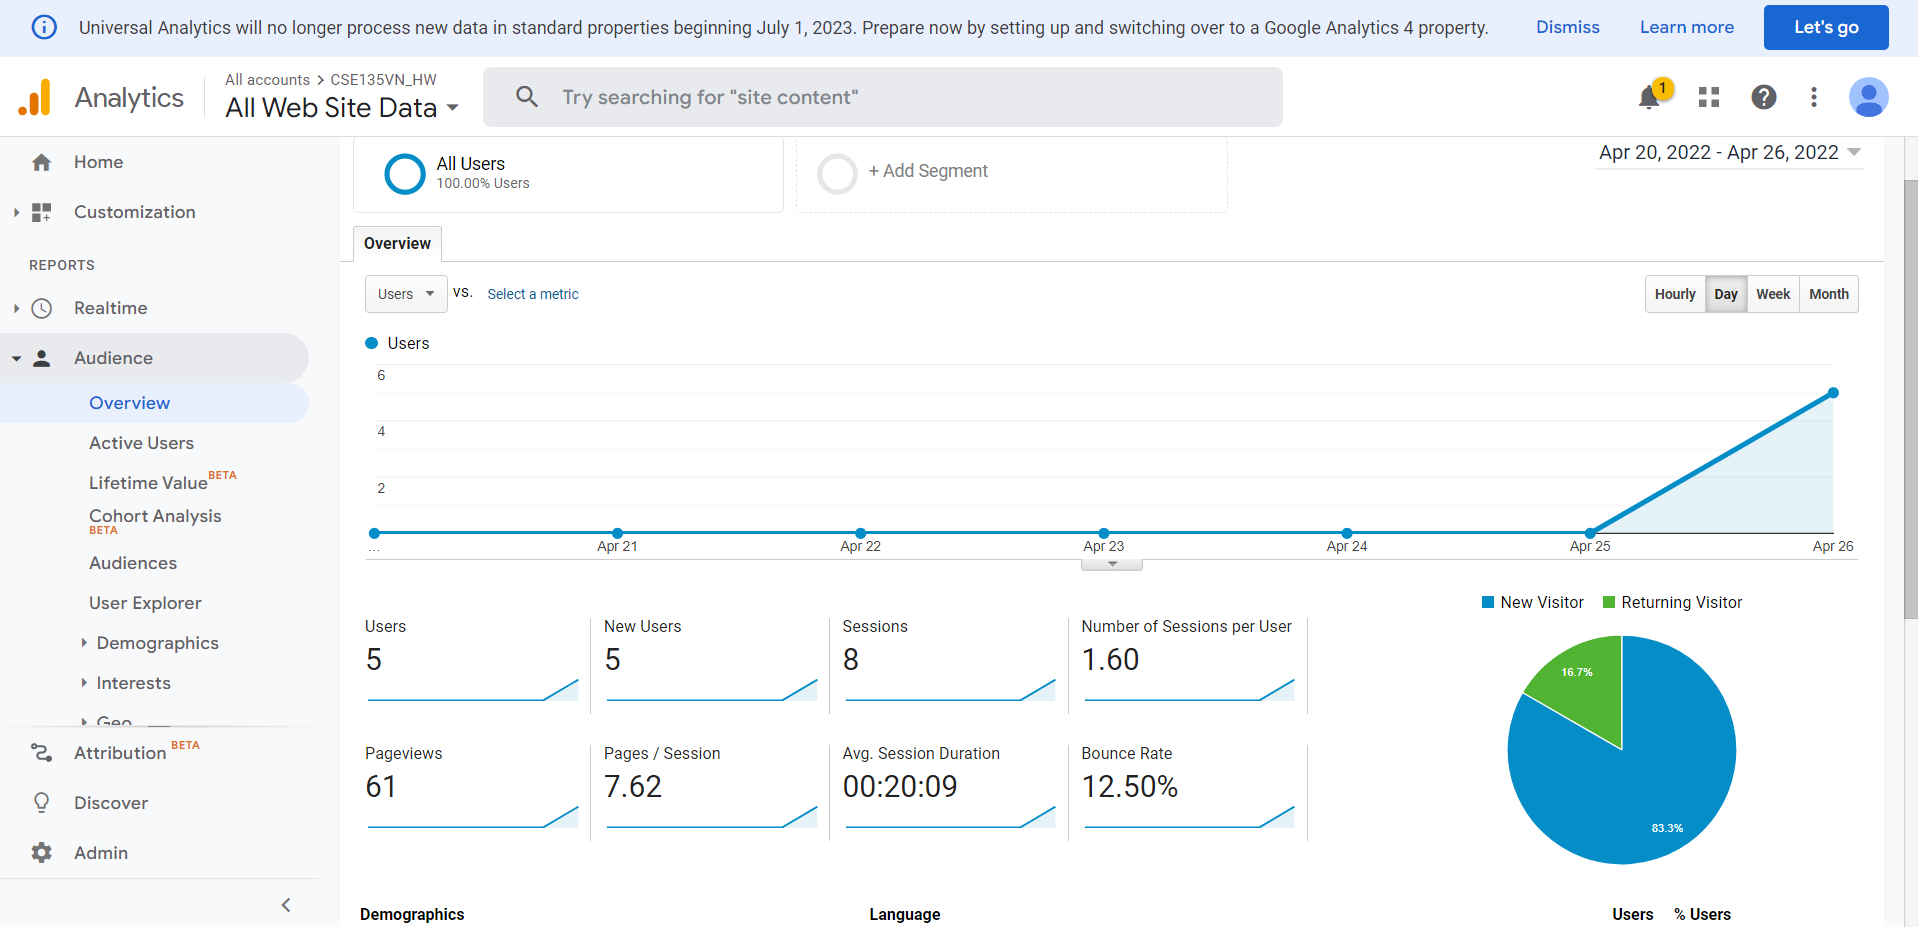 Universal Analytics will no longer process new data in standard properties beginning July 1, 2023. Prepare now by setting up and switching over to a Google Analytics 4 property.
Dismiss
Learn more
Let's go
Analytics
All accounts > CSE135VN_HW
All Web Site Data
Try searching for "site content"
1
Home
Customization
REPORTS
Realtime
Audience
Overview
Active Users
Lifetime Value BETA
Cohort Analysis
BETA
Audiences
User Explorer
Demographics
Interests
Geo
Attribution BETA
Discover
Admin
All Users
100.00% Users
+ Add Segment
Apr 20, 2022 - Apr 26, 2022
Overview
Users
vs.
Select a metric
Hourly
Day
Week
Month
Users
6
4
2
...
Apr 21
Apr 22
Apr 23
Apr 24
Apr 25
Apr 26
Users
5
New Users
5
Sessions
8
Number of Sessions per User
1.60
Pageviews
61
Pages / Session
7.62
Avg. Session Duration
00:20:09
Bounce Rate
12.50%
New Visitor
Returning Visitor
16.7%
83.3%
Demographics
Language
Users
% Users